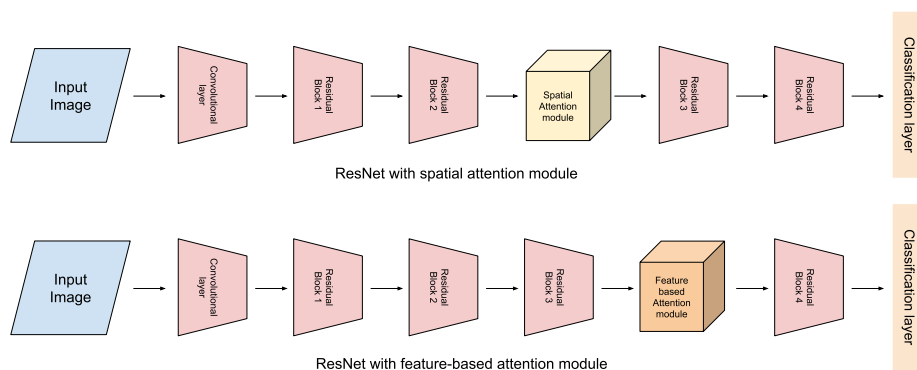 Input
Image
Convolutional
layer
Residual
Block 1
Residual
Block 2
Spatial
Attention
module
Residual
Block 3
Residual
Block 4
Classification layer
ResNet with spatial attention module
Input
Image
Convolutional
layer
Residual
Block 1
Residual
Block 2
Residual
Block 3
Feature
based
Attention
module
Residual
Block 4
Classification layer
ResNet with feature-based attention module